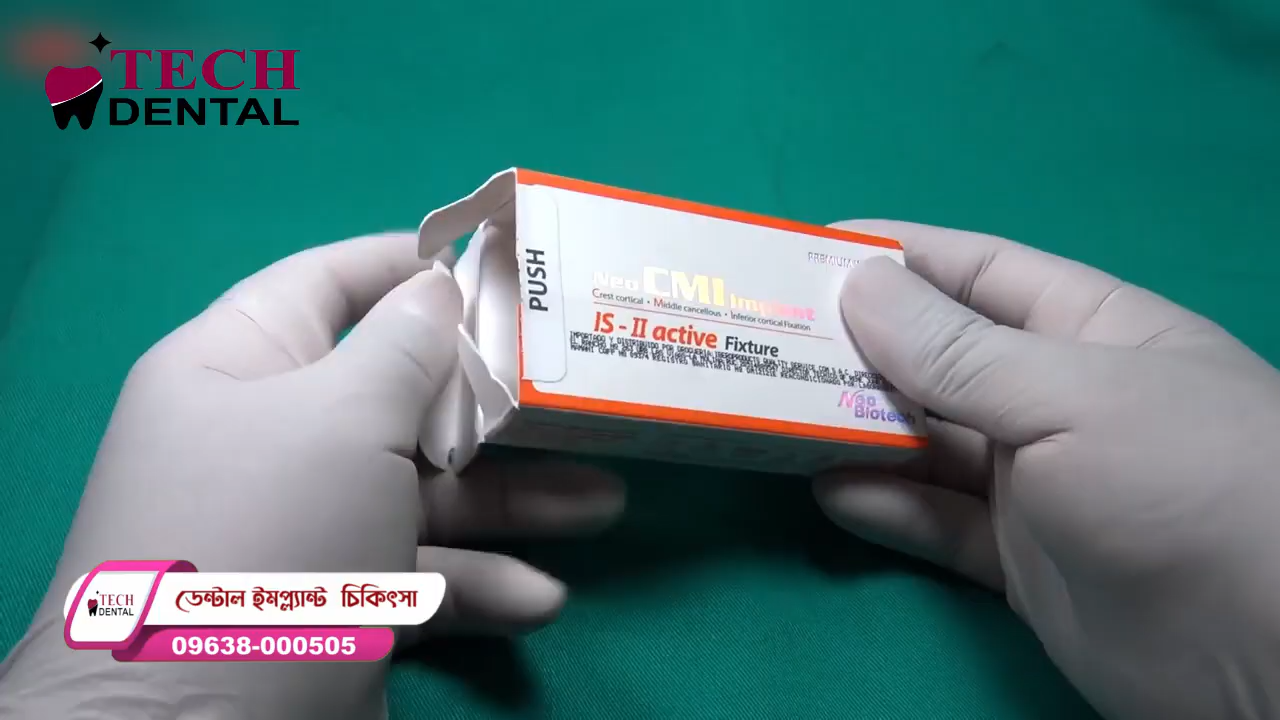 TECH
DENTAL
PUSH
Neo CMI Implant
Crest cortical • Middle cancellous • Inferior cortical Fixation
IS - II active Fixture
Neo
Biotech
TECH
DENTAL
ডেন্টাল ইমপ্ল্যান্ট চিকিৎসা
09638-000505